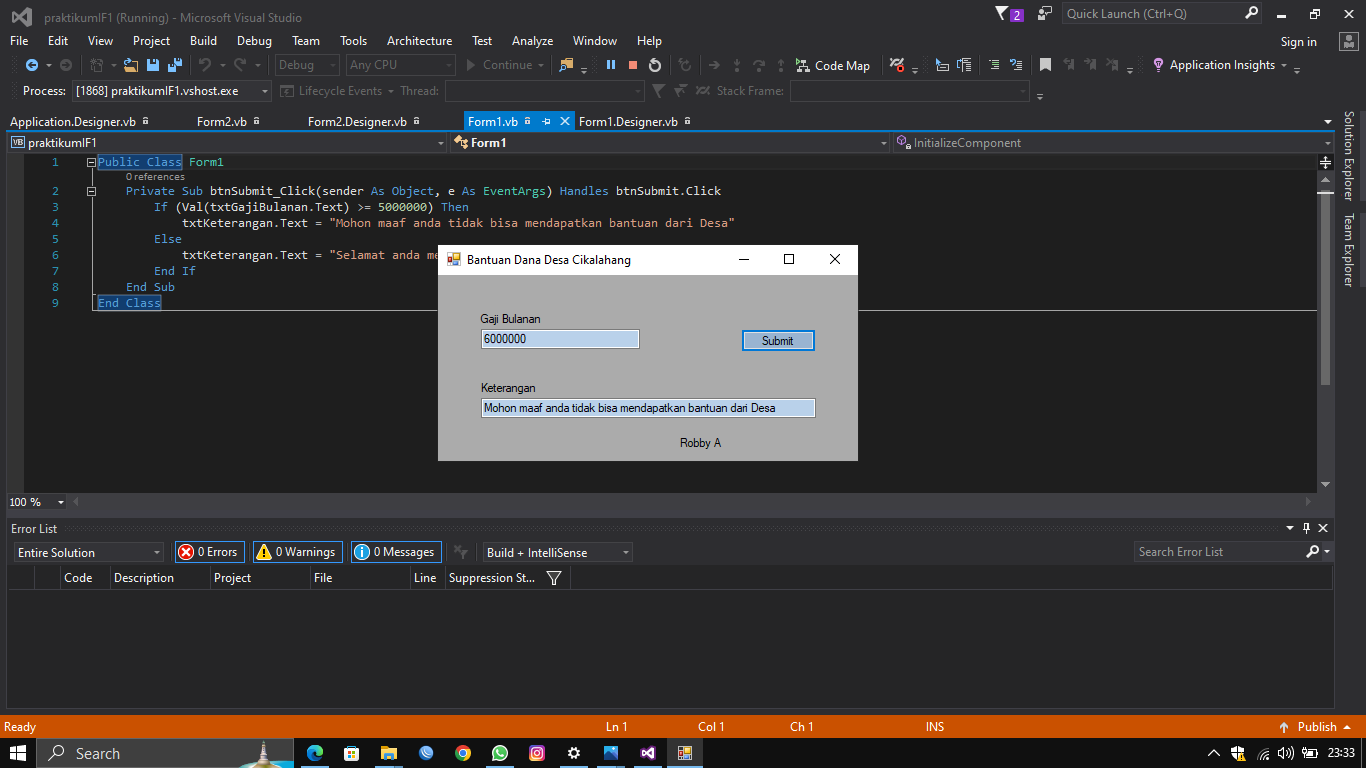 praktikumIF1 (Running) - Microsoft Visual Studio
2
Quick Launch (Ctrl+Q)
File Edit View Project Build Debug Team Tools Architecture Test Analyze Window Help
Sign in
Debug Any CPU Continue Code Map Application Insights
Process: [1868] praktikumIF1.vshost.exe Lifecycle Events Thread: Stack Frame:
Application.Designer.vb Form2.vb Form2.Designer.vb Form1.vb Form1.Designer.vb
VB praktikumIF1 Form1 InitializeComponent
1 Public Class Form1
0 references
2 Private Sub btnSubmit_Click(sender As Object, e As EventArgs) Handles btnSubmit.Click
3 If (Val(txtGajiBulanan.Text) >= 5000000) Then
4 txtKeterangan.Text = "Mohon maaf anda tidak bisa mendapatkan bantuan dari Desa"
5 Else
6 txtKeterangan.Text = "Selamat anda me
7 End If
8 End Sub
9 End Class
Solution Explorer
Team Explorer
Bantuan Dana Desa Cikalahang
Gaji Bulanan
6000000
Submit
Keterangan
Mohon maaf anda tidak bisa mendapatkan bantuan dari Desa
Robby A
100 %
Error List
Entire Solution 0 Errors 0 Warnings 0 Messages Build + IntelliSense Search Error List
Code Description Project File Line Suppression St...
Ready Ln 1 Col 1 Ch 1 INS Publish
Search 23:33